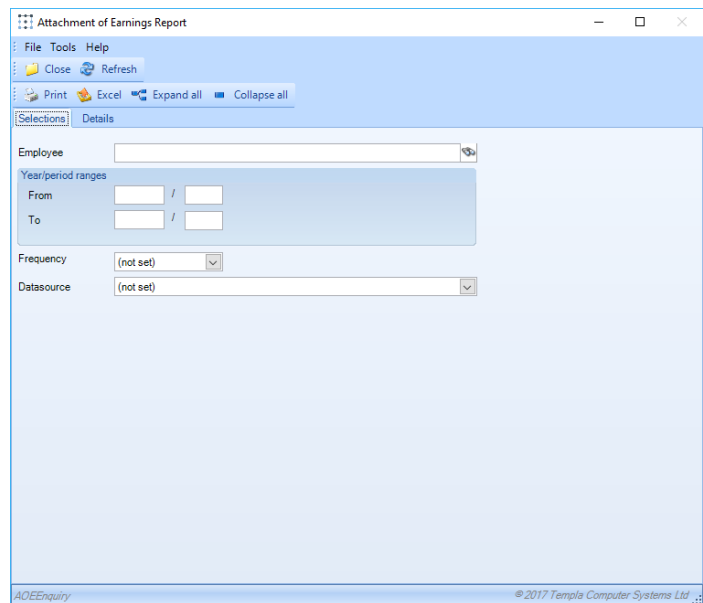 Attachment of Earnings Report
File Tools Help
Close Refresh
Print Excel Expand all Collapse all
Selections Details
Employee
Year/period ranges
From /
To /
Frequency (not set)
Datasource (not set)
AOEEnquiry © 2017 Templa Computer Systems Ltd